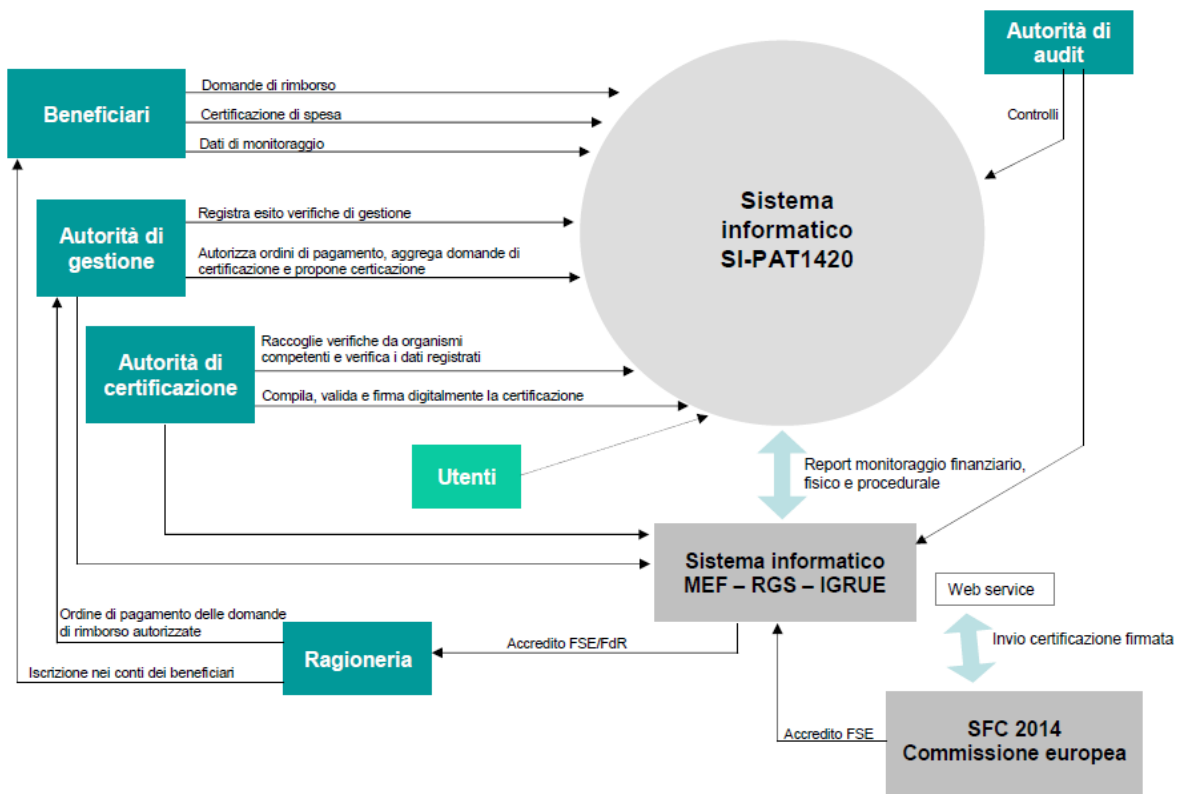 Autorità di
audit
Domande di rimborso
Beneficiari
Certificazione di spesa
Controlli
Dati di monitoraggio
Sistema
informatico
SI-PAT1420
Registra esito verifiche di gestione
Autorità di
gestione
Autorizza ordini di pagamento, aggrega domande di
certificazione e propone certicazione
Raccoglie verifiche da organismi
competenti e verifica i dati registrati
Autorità di
certificazione
Compila, valida e firma digitalmente la certificazione
Utenti
Report monitoraggio finanziario,
fisico e procedurale
Sistema informatico
MEF – RGS – IGRUE
Web service
Ordine di pagamento delle domande
di rimborso autorizzate
Invio certificazione firmata
Accredito FSE/FdR
Ragioneria
Iscrizione nei conti dei beneficiari
Accredito FSE
SFC 2014
Commissione europea